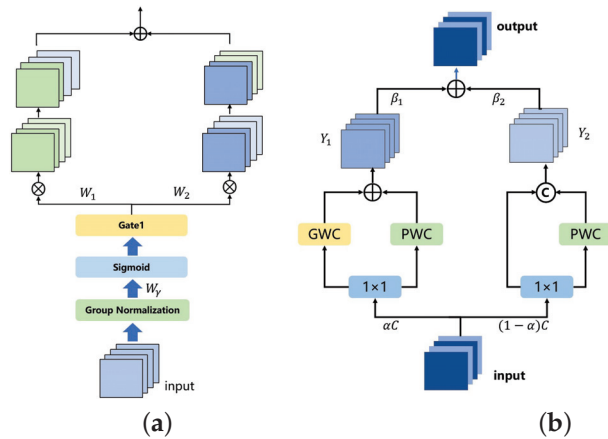 W₁
W₂
Gate1
Sigmoid
Wᵧ
Group Normalization
input
(a)
output
β₁
β₂
Y₁
Y₂
C
GWC
PWC
PWC
1×1
1×1
αC
(1 − α)C
input
(b)